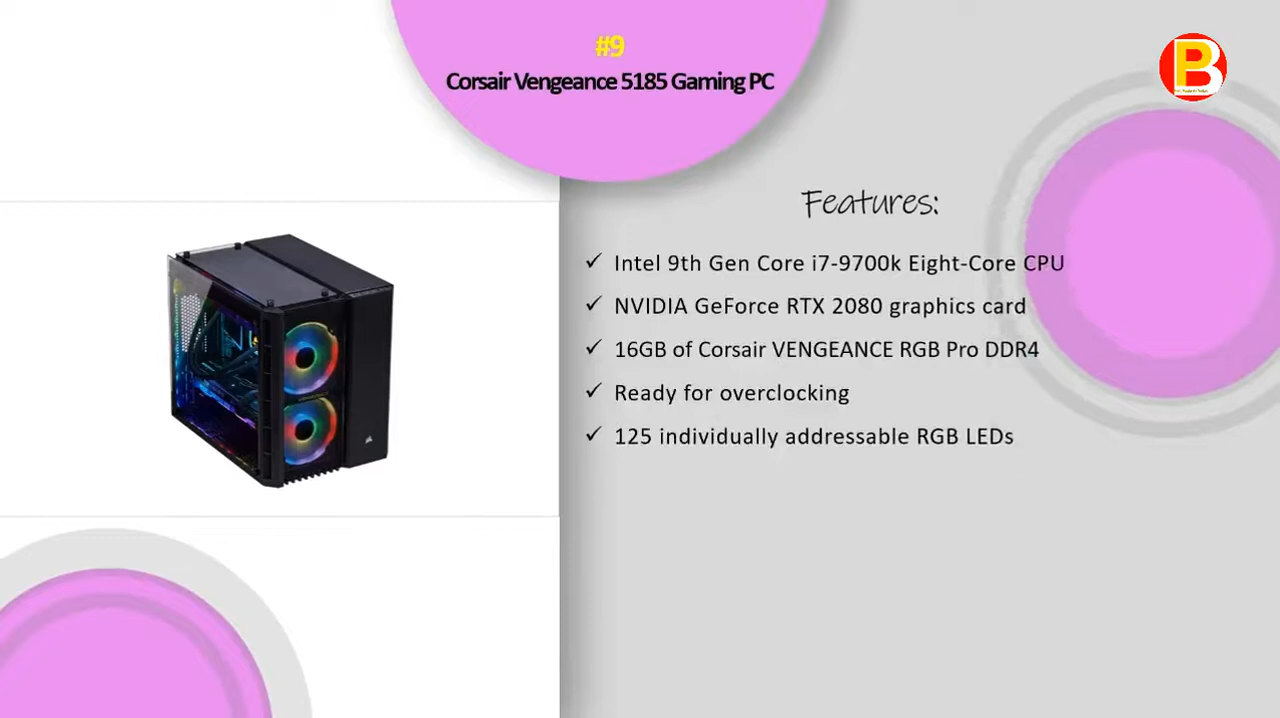 #9
Corsair Vengeance 5185 Gaming PC
PB
Features:
✓ Intel 9th Gen Core i7-9700k Eight-Core CPU
✓ NVIDIA GeForce RTX 2080 graphics card
✓ 16GB of Corsair VENGEANCE RGB Pro DDR4
✓ Ready for overclocking
✓ 125 individually addressable RGB LEDs